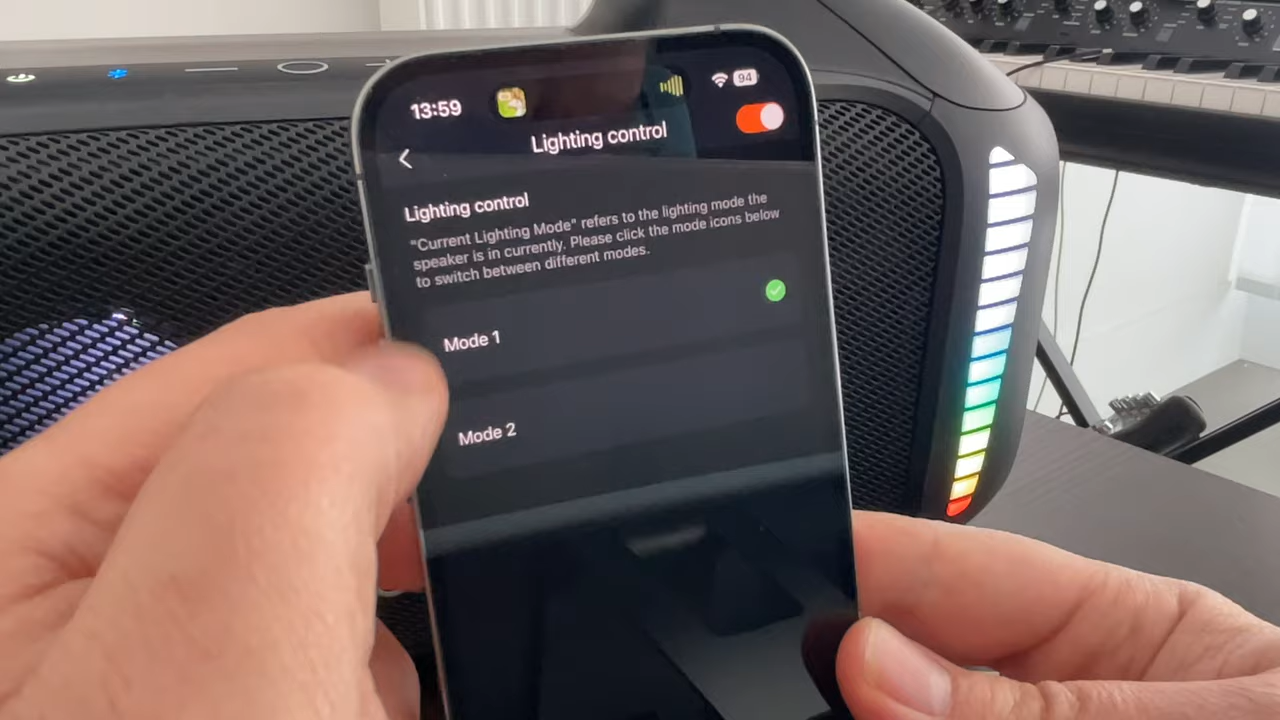 13:59
94
Lighting control
Lighting control
"Current Lighting Mode" refers to the lighting mode the
speaker is in currently. Please click the mode icons below
to switch between different modes.
Mode 1
Mode 2